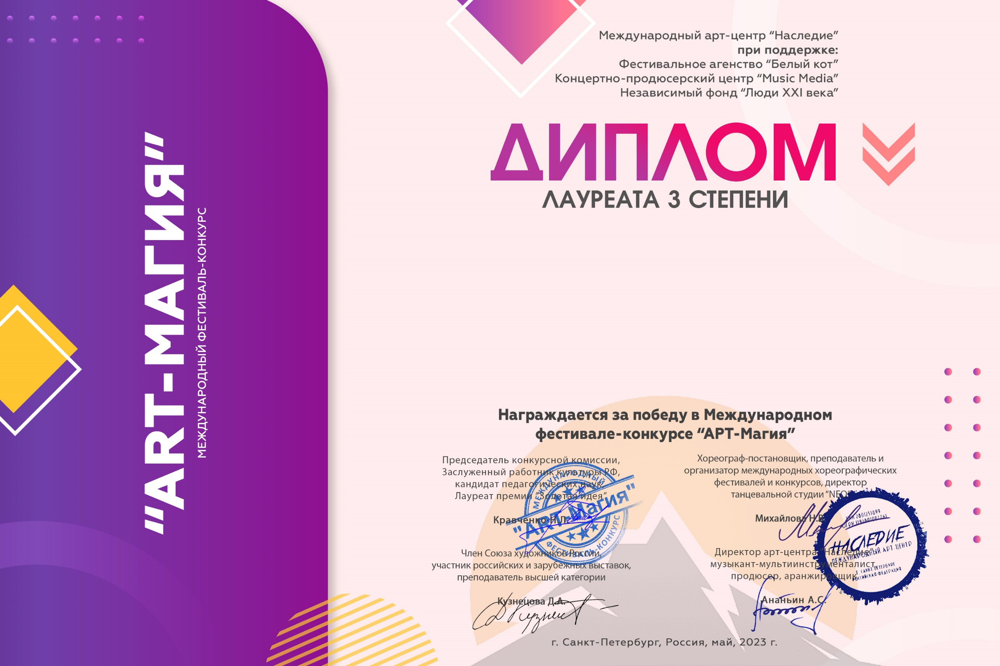 “ART-МАГИЯ”
МЕЖДУНАРОДНЫЙ ФЕСТИВАЛЬ-КОНКУРС
Международный арт-центр “Наследие”
при поддержке:
Фестивальное агенство “Белый кот”
Концертно-продюсерский центр “Music Media”
Независимый фонд “Люди XXI века”
ДИПЛОМ
ЛАУРЕАТА 3 СТЕПЕНИ
Награждается за победу в Международном
фестивале-конкурсе “АРТ-Магия”
Председатель конкурсной комиссии,
Заслуженный работник культуры РФ,
кандидат педагогических наук,
Лауреат премии “Золотая идея”
Кравченко Н.Л.
МЕЖДУНАРОДНЫЙ
"ART-Магия"
ФЕСТИВАЛЬ-КОНКУРС
Хореограф-постановщик, преподаватель и
организатор международных хореографических
фестивалей и конкурсов, директор
танцевальной студии “NEO”
Михайлова Н.В.
ИНН 2801251899
ОГРН 1192801007761
НАСЛЕДИЕ
МЕЖДУНАРОДНЫЙ АРТ-ЦЕНТР
Г. САНКТ-ПЕТЕРБУРГ
РОССИЙСКАЯ ФЕДЕРАЦИЯ
Член Союза художников России,
участник российских и зарубежных выставок,
преподаватель высшей категории
Кузнецова Д.А.
Директор арт-центра “Наследие”,
музыкант-мультиинструменталист,
продюсер, аранжировщик
Ананьин А.С.
г. Санкт-Петербург, Россия, май, 2023 г.